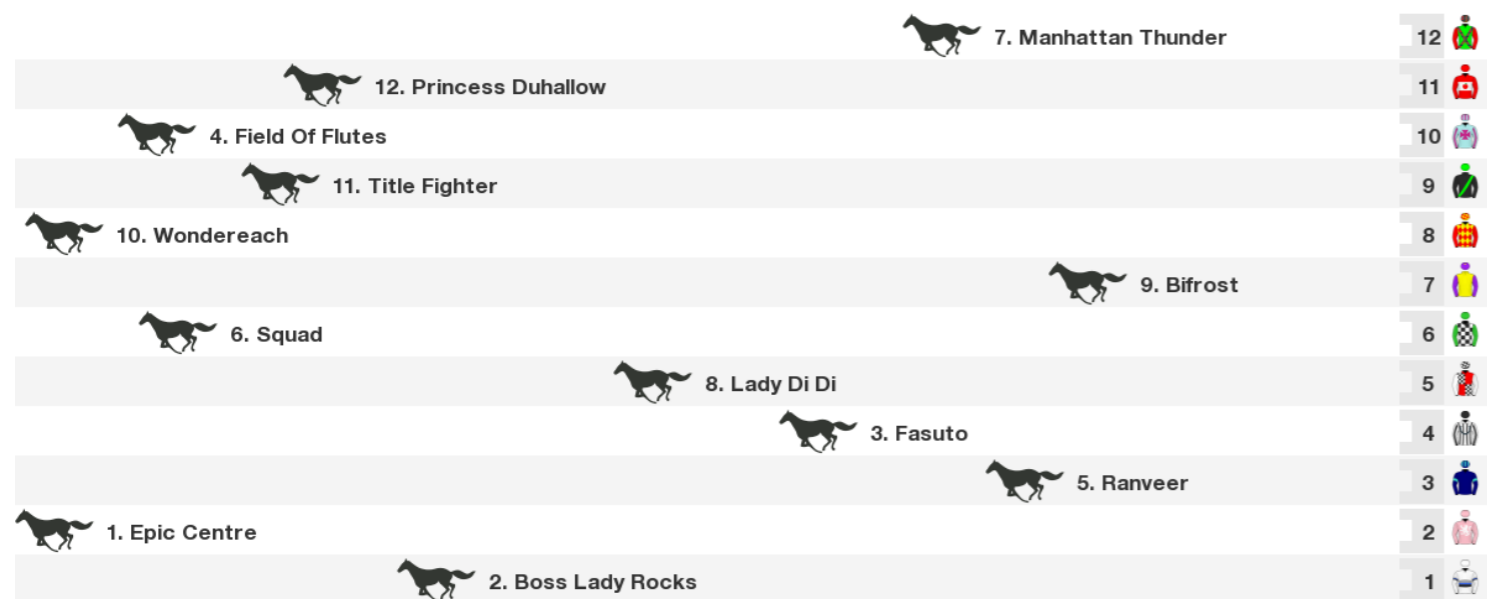 7. Manhattan Thunder 12
12. Princess Duhallow 11
4. Field Of Flutes 10
11. Title Fighter 9
10. Wondereach 8
9. Bifrost 7
6. Squad 6
8. Lady Di Di 5
3. Fasuto 4
5. Ranveer 3
1. Epic Centre 2
2. Boss Lady Rocks 1